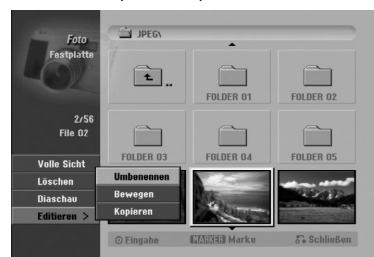 Foto
Festplatte
JPEG\
..
FOLDER 01
FOLDER 02
2/56
File 02
FOLDER 03
FOLDER 04
FOLDER 05
Volle Sicht
Löschen
Diaschau
Editieren >
Umbenennen
Bewegen
Kopieren
Eingabe
MARKER Marku
Schließen